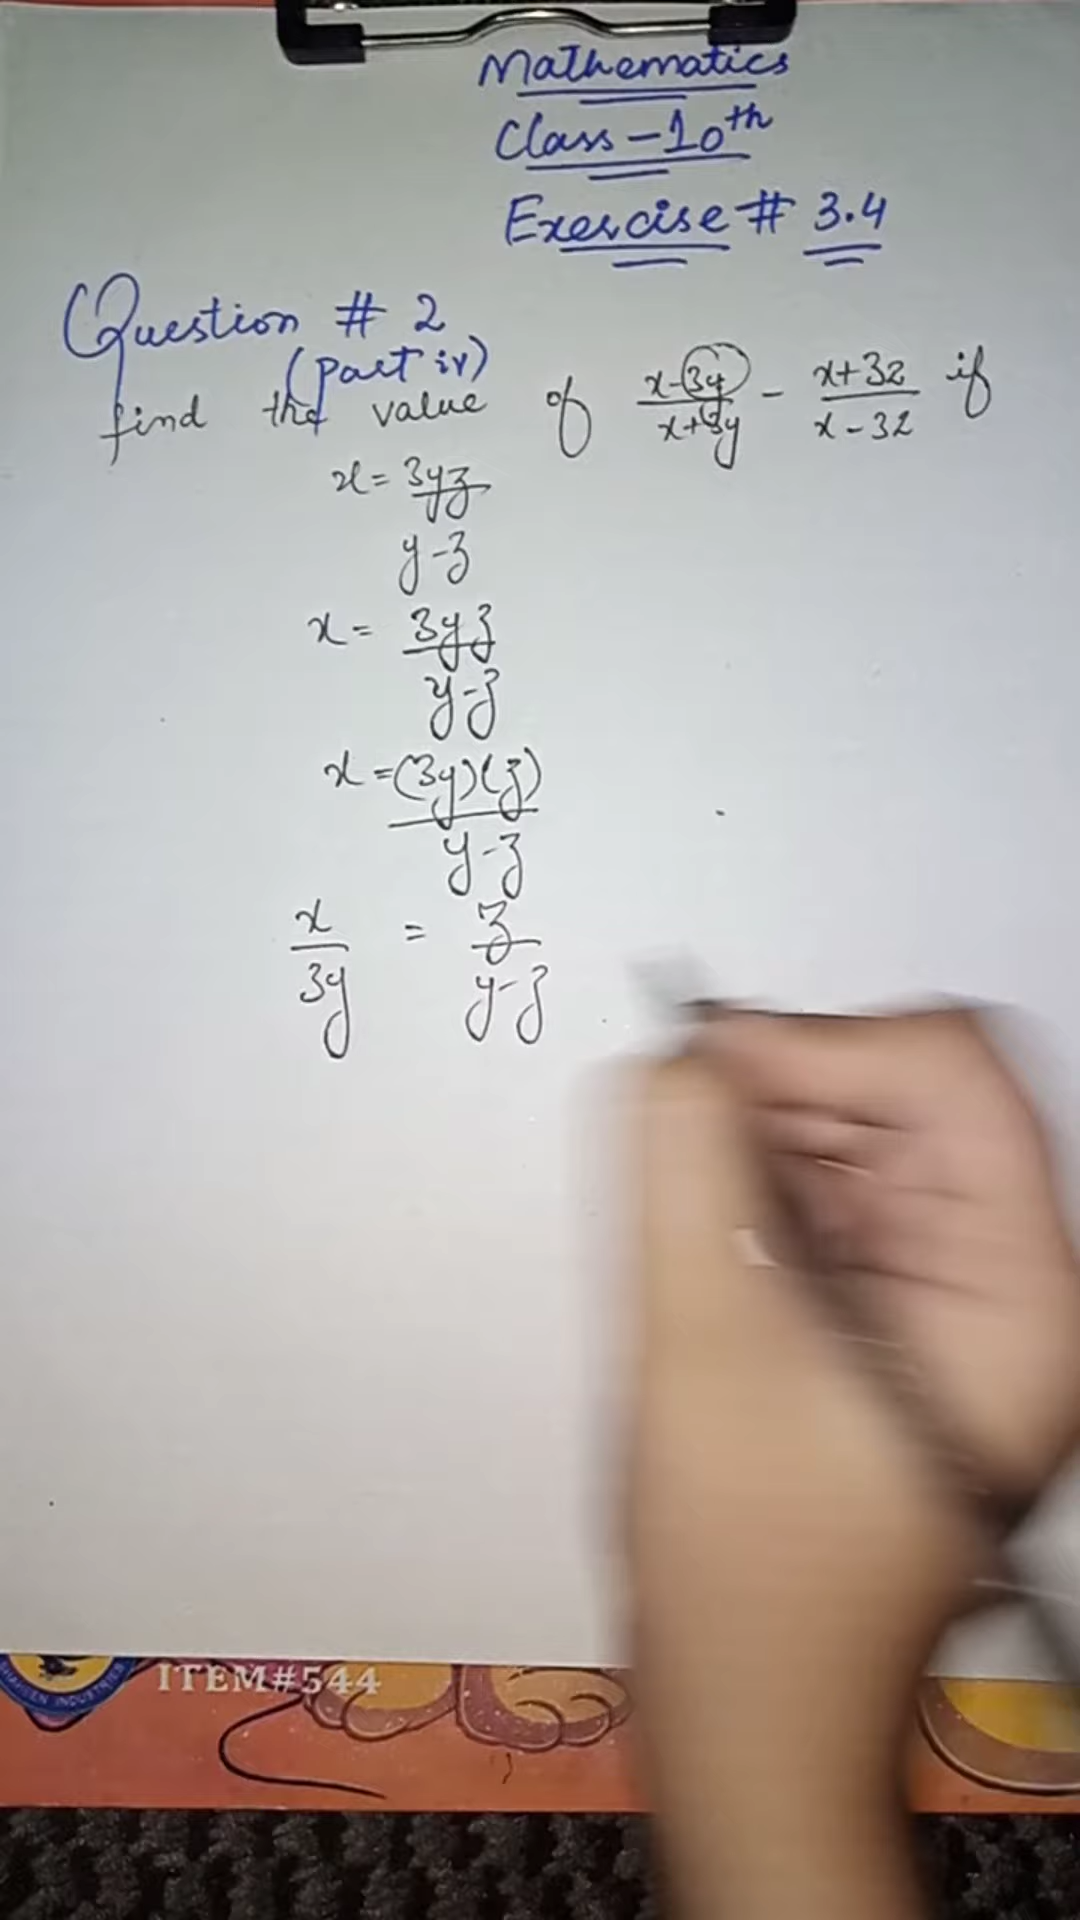 Mathematics
Class - 10th
Exercise # 3.4
Question # 2
(part iv)
find the value of x-3y/x+3y - x+3z/x-3z if
x = 3yz/y-z
x = 3yz/y-z
x = (3y)(z)/y-z
x/3y = z/y-z
ITEM#544